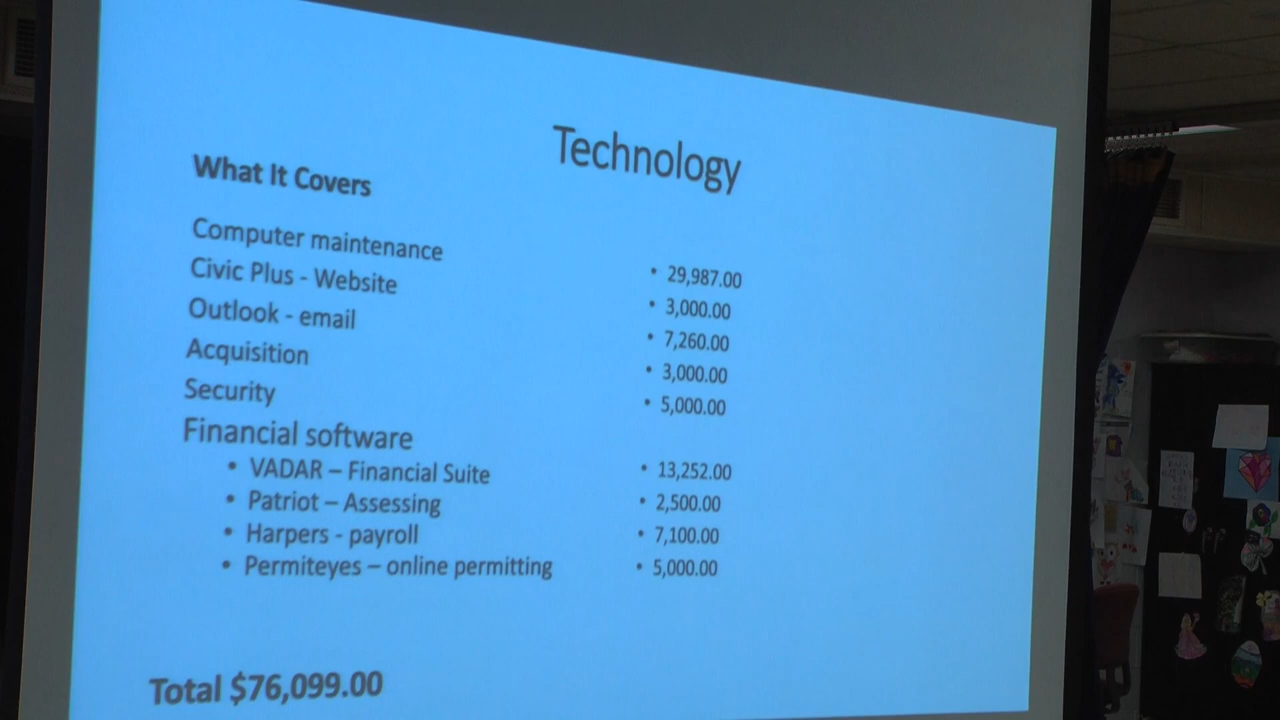 Technology
What It Covers
Computer maintenance • 29,987.00
Civic Plus - Website • 3,000.00
Outlook - email • 7,260.00
Acquisition • 3,000.00
Security • 5,000.00
Financial software
• VADAR – Financial Suite • 13,252.00
• Patriot – Assessing • 2,500.00
• Harpers - payroll • 7,100.00
• Permiteyes – online permitting • 5,000.00
Total $76,099.00